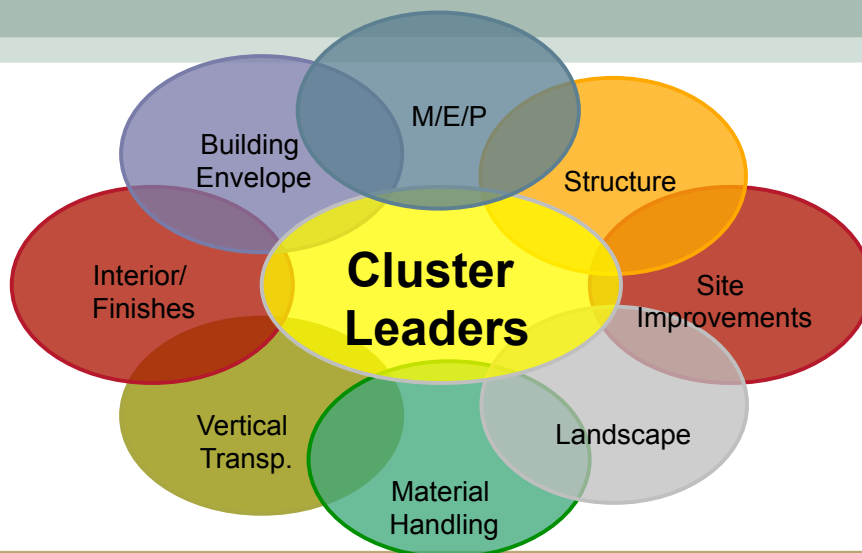 M/E/P
Building
Envelope
Structure
Interior/
Finishes
Cluster
Leaders
Site
Improvements
Vertical
Transp.
Landscape
Material
Handling